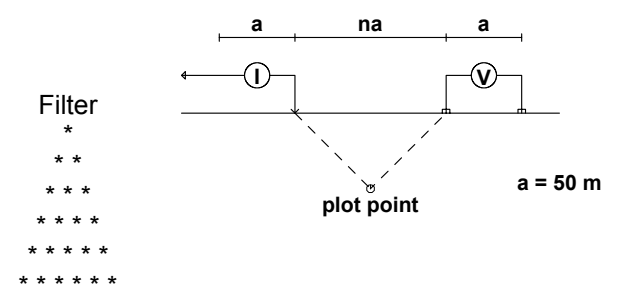 a na a
I V
Filter
*
* *
* * *
* * * *
* * * * *
* * * * * *
a = 50 m
plot point